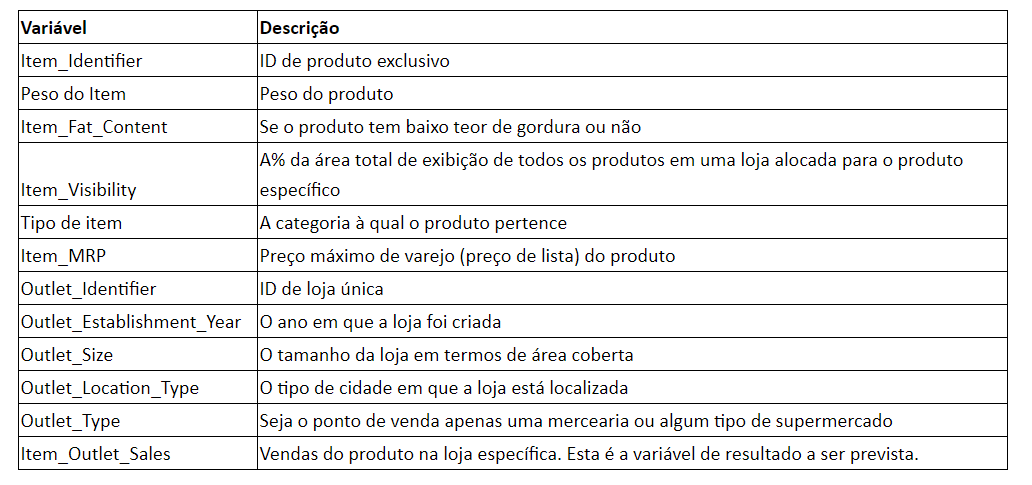 Variável Descrição
Item_Identifier ID de produto exclusivo
Peso do Item Peso do produto
Item_Fat_Content Se o produto tem baixo teor de gordura ou não
A% da área total de exibição de todos os produtos em uma loja alocada para o produto
Item_Visibility específico
Tipo de item A categoria à qual o produto pertence
Item_MRP Preço máximo de varejo (preço de lista) do produto
Outlet_Identifier ID de loja única
Outlet_Establishment_Year O ano em que a loja foi criada
Outlet_Size O tamanho da loja em termos de área coberta
Outlet_Location_Type O tipo de cidade em que a loja está localizada
Outlet_Type Seja o ponto de venda apenas uma mercearia ou algum tipo de supermercado
Item_Outlet_Sales Vendas do produto na loja específica. Esta é a variável de resultado a ser prevista.